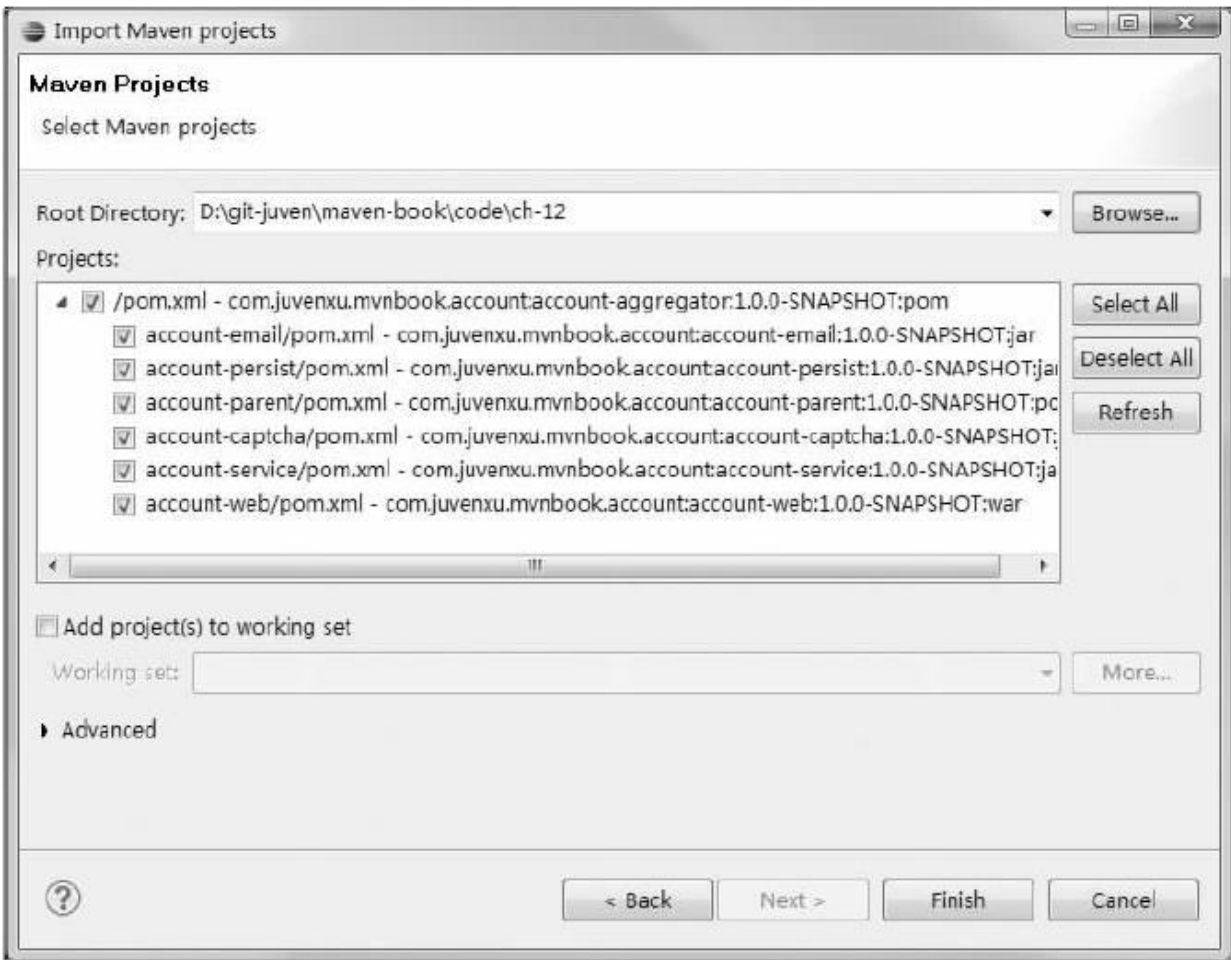 Import Maven projects
Maven Projects
Select Maven projects
Root Directory: D:\git-juven\maven-book\code\ch-12 Browse...
Projects:
/pom.xml - com.juvenxu.mvnbook.account:account-aggregator:1.0.0-SNAPSHOT:pom
account-email/pom.xml - com.juvenxu.mvnbook.account:account-email:1.0.0-SNAPSHOT:jar
account-persist/pom.xml - com.juvenxu.mvnbook.account:account-persist:1.0.0-SNAPSHOT:jar
account-parent/pom.xml - com.juvenxu.mvnbook.account:account-parent:1.0.0-SNAPSHOT:po
account-captcha/pom.xml - com.juvenxu.mvnbook.account:account-captcha:1.0.0-SNAPSHOT:
account-service/pom.xml - com.juvenxu.mvnbook.account:account-service:1.0.0-SNAPSHOT:ja
account-web/pom.xml - com.juvenxu.mvnbook.account:account-web:1.0.0-SNAPSHOT:war
Select All
Deselect All
Refresh
Add project(s) to working set
Working set: More...
Advanced
?
< Back Next > Finish Cancel